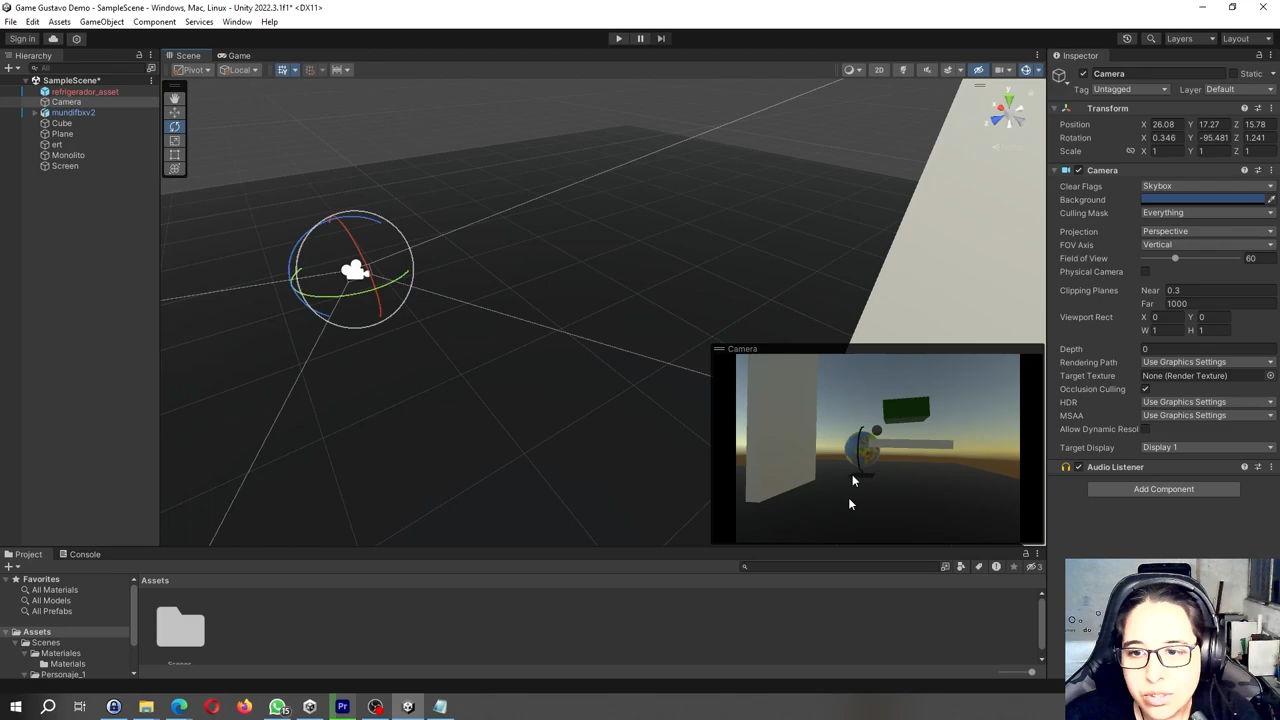 Game Gustavo Demo - SampleScene - Windows, Mac, Linux - Unity 2022.3.1f1* <DX11>
File Edit Assets GameObject Component Services Window Help
Sign in Layers Layout
Hierarchy Scene Game Inspector
All Pivot Local 2D
SampleScene*
refrigerador_asset
Camera
mundifbxv2
Cube
Plane
ert
Monolito
Screen
y
z
Camera
Camera Static
Tag Untagged Layer Default
Transform
Position X 26.08 Y 17.27 Z 15.78
Rotation X 0.346 Y -95.481 Z 1.241
Scale X 1 Y 1 Z 1
Camera
Clear Flags Skybox
Background
Culling Mask Everything
Projection Perspective
FOV Axis Vertical
Field of View 60
Physical Camera
Clipping Planes Near 0.3
Far 1000
Viewport Rect X 0 Y 0
W 1 H 1
Depth 0
Rendering Path Use Graphics Settings
Target Texture None (Render Texture)
Occlusion Culling
HDR Use Graphics Settings
MSAA Use Graphics Settings
Allow Dynamic Resol
Target Display Display 1
Audio Listener
Add Component
Project Console
3
Favorites
All Materials
All Models
All Prefabs
Assets
Scenes
Materiales
Materials
Personaje_1
Assets
Scenes
15
Pr